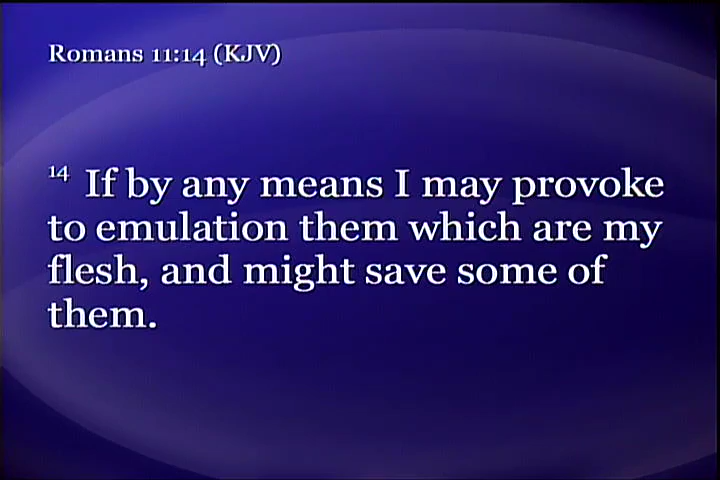 Romans 11:14 (KJV)
14 If by any means I may provoke
to emulation them which are my
flesh, and might save some of
them.